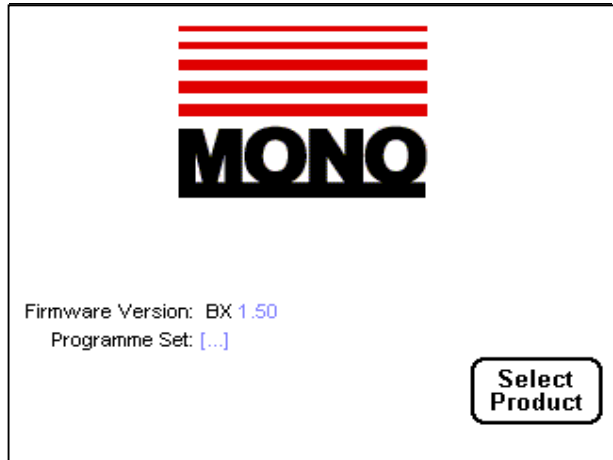 MONO
Firmware Version: BX 1.50
Programme Set: [...]
Select
Product